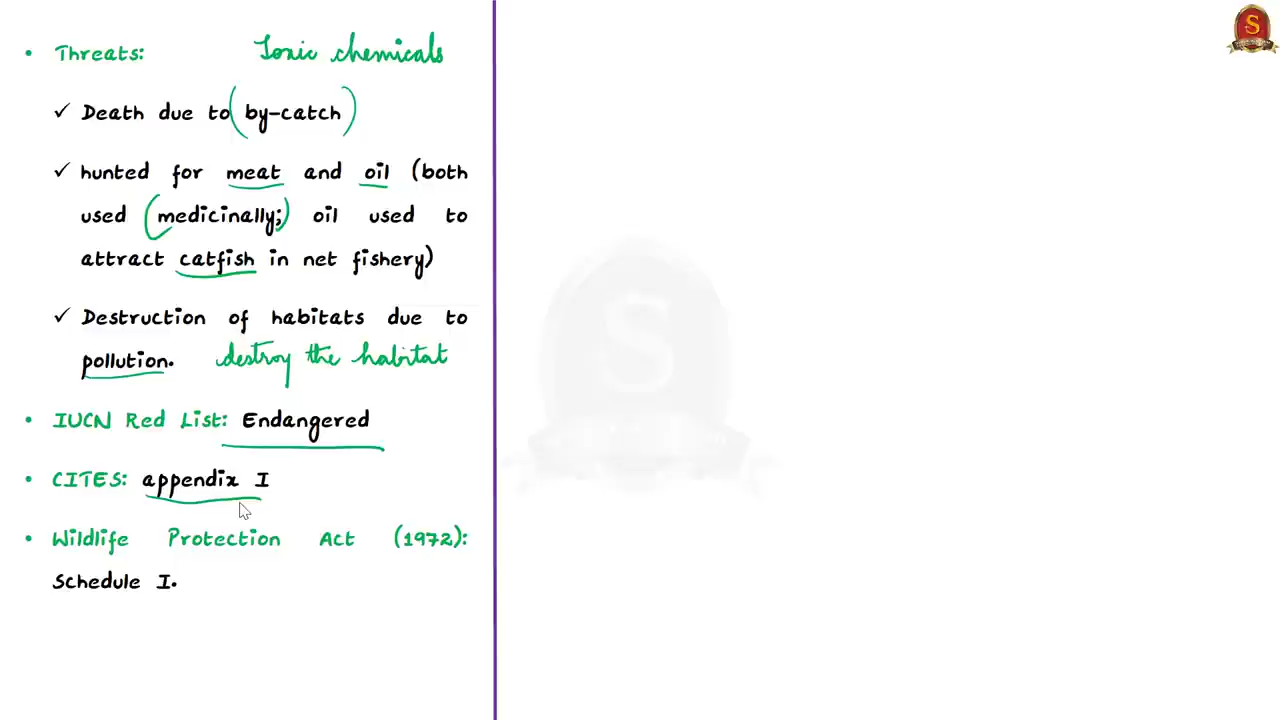 • Threats: Toxic chemicals
✓ Death due to (by-catch)
✓ hunted for meat and oil (both
used (medicinally;) oil used to
attract catfish in net fishery)
✓ Destruction of habitats due to
pollution. destroy the habitat
• IUCN Red List: Endangered
• CITES: appendix I
• Wildlife Protection Act (1972):
Schedule I.
S
S